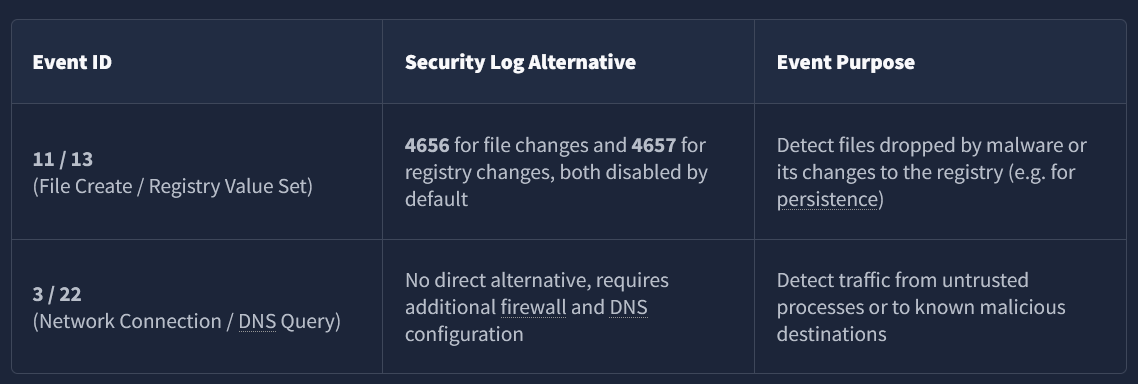 Event ID
Security Log Alternative
Event Purpose
11 / 13
(File Create / Registry Value Set)
4656 for file changes and 4657 for
registry changes, both disabled by
default
Detect files dropped by malware or
its changes to the registry (e.g. for
persistence)
3 / 22
(Network Connection / DNS Query)
No direct alternative, requires
additional firewall and DNS
configuration
Detect traffic from untrusted
processes or to known malicious
destinations